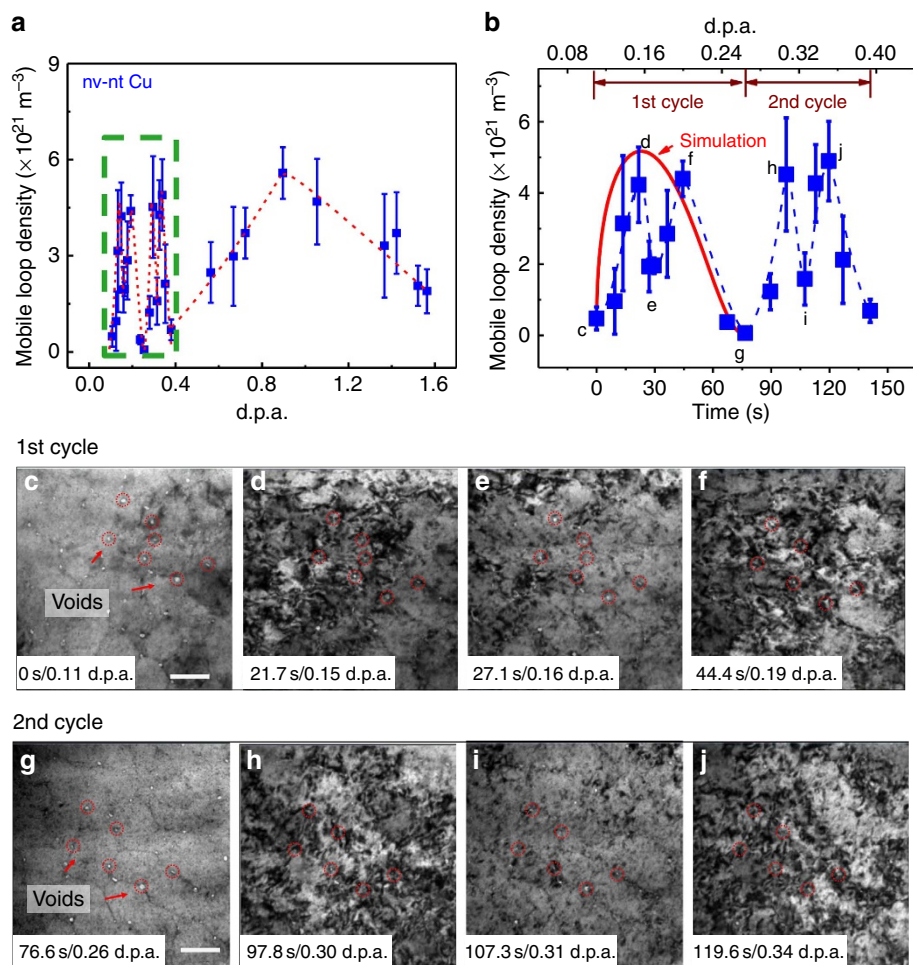 a
9
6
3
0
Mobile loop density (× 10²¹ m⁻³)
nv-nt Cu
0.0 0.4 0.8 1.2 1.6
d.p.a.
b
d.p.a.
0.08 0.16 0.24 0.32 0.40
1st cycle 2nd cycle
Simulation
6
4
2
0
Mobile loop density (× 10²¹ m⁻³)
c d e f g h i j
0 30 60 90 120 150
Time (s)
1st cycle
c d e f
Voids
0 s/0.11 d.p.a. 21.7 s/0.15 d.p.a. 27.1 s/0.16 d.p.a. 44.4 s/0.19 d.p.a.
2nd cycle
g h i j
Voids
76.6 s/0.26 d.p.a. 97.8 s/0.30 d.p.a. 107.3 s/0.31 d.p.a. 119.6 s/0.34 d.p.a.